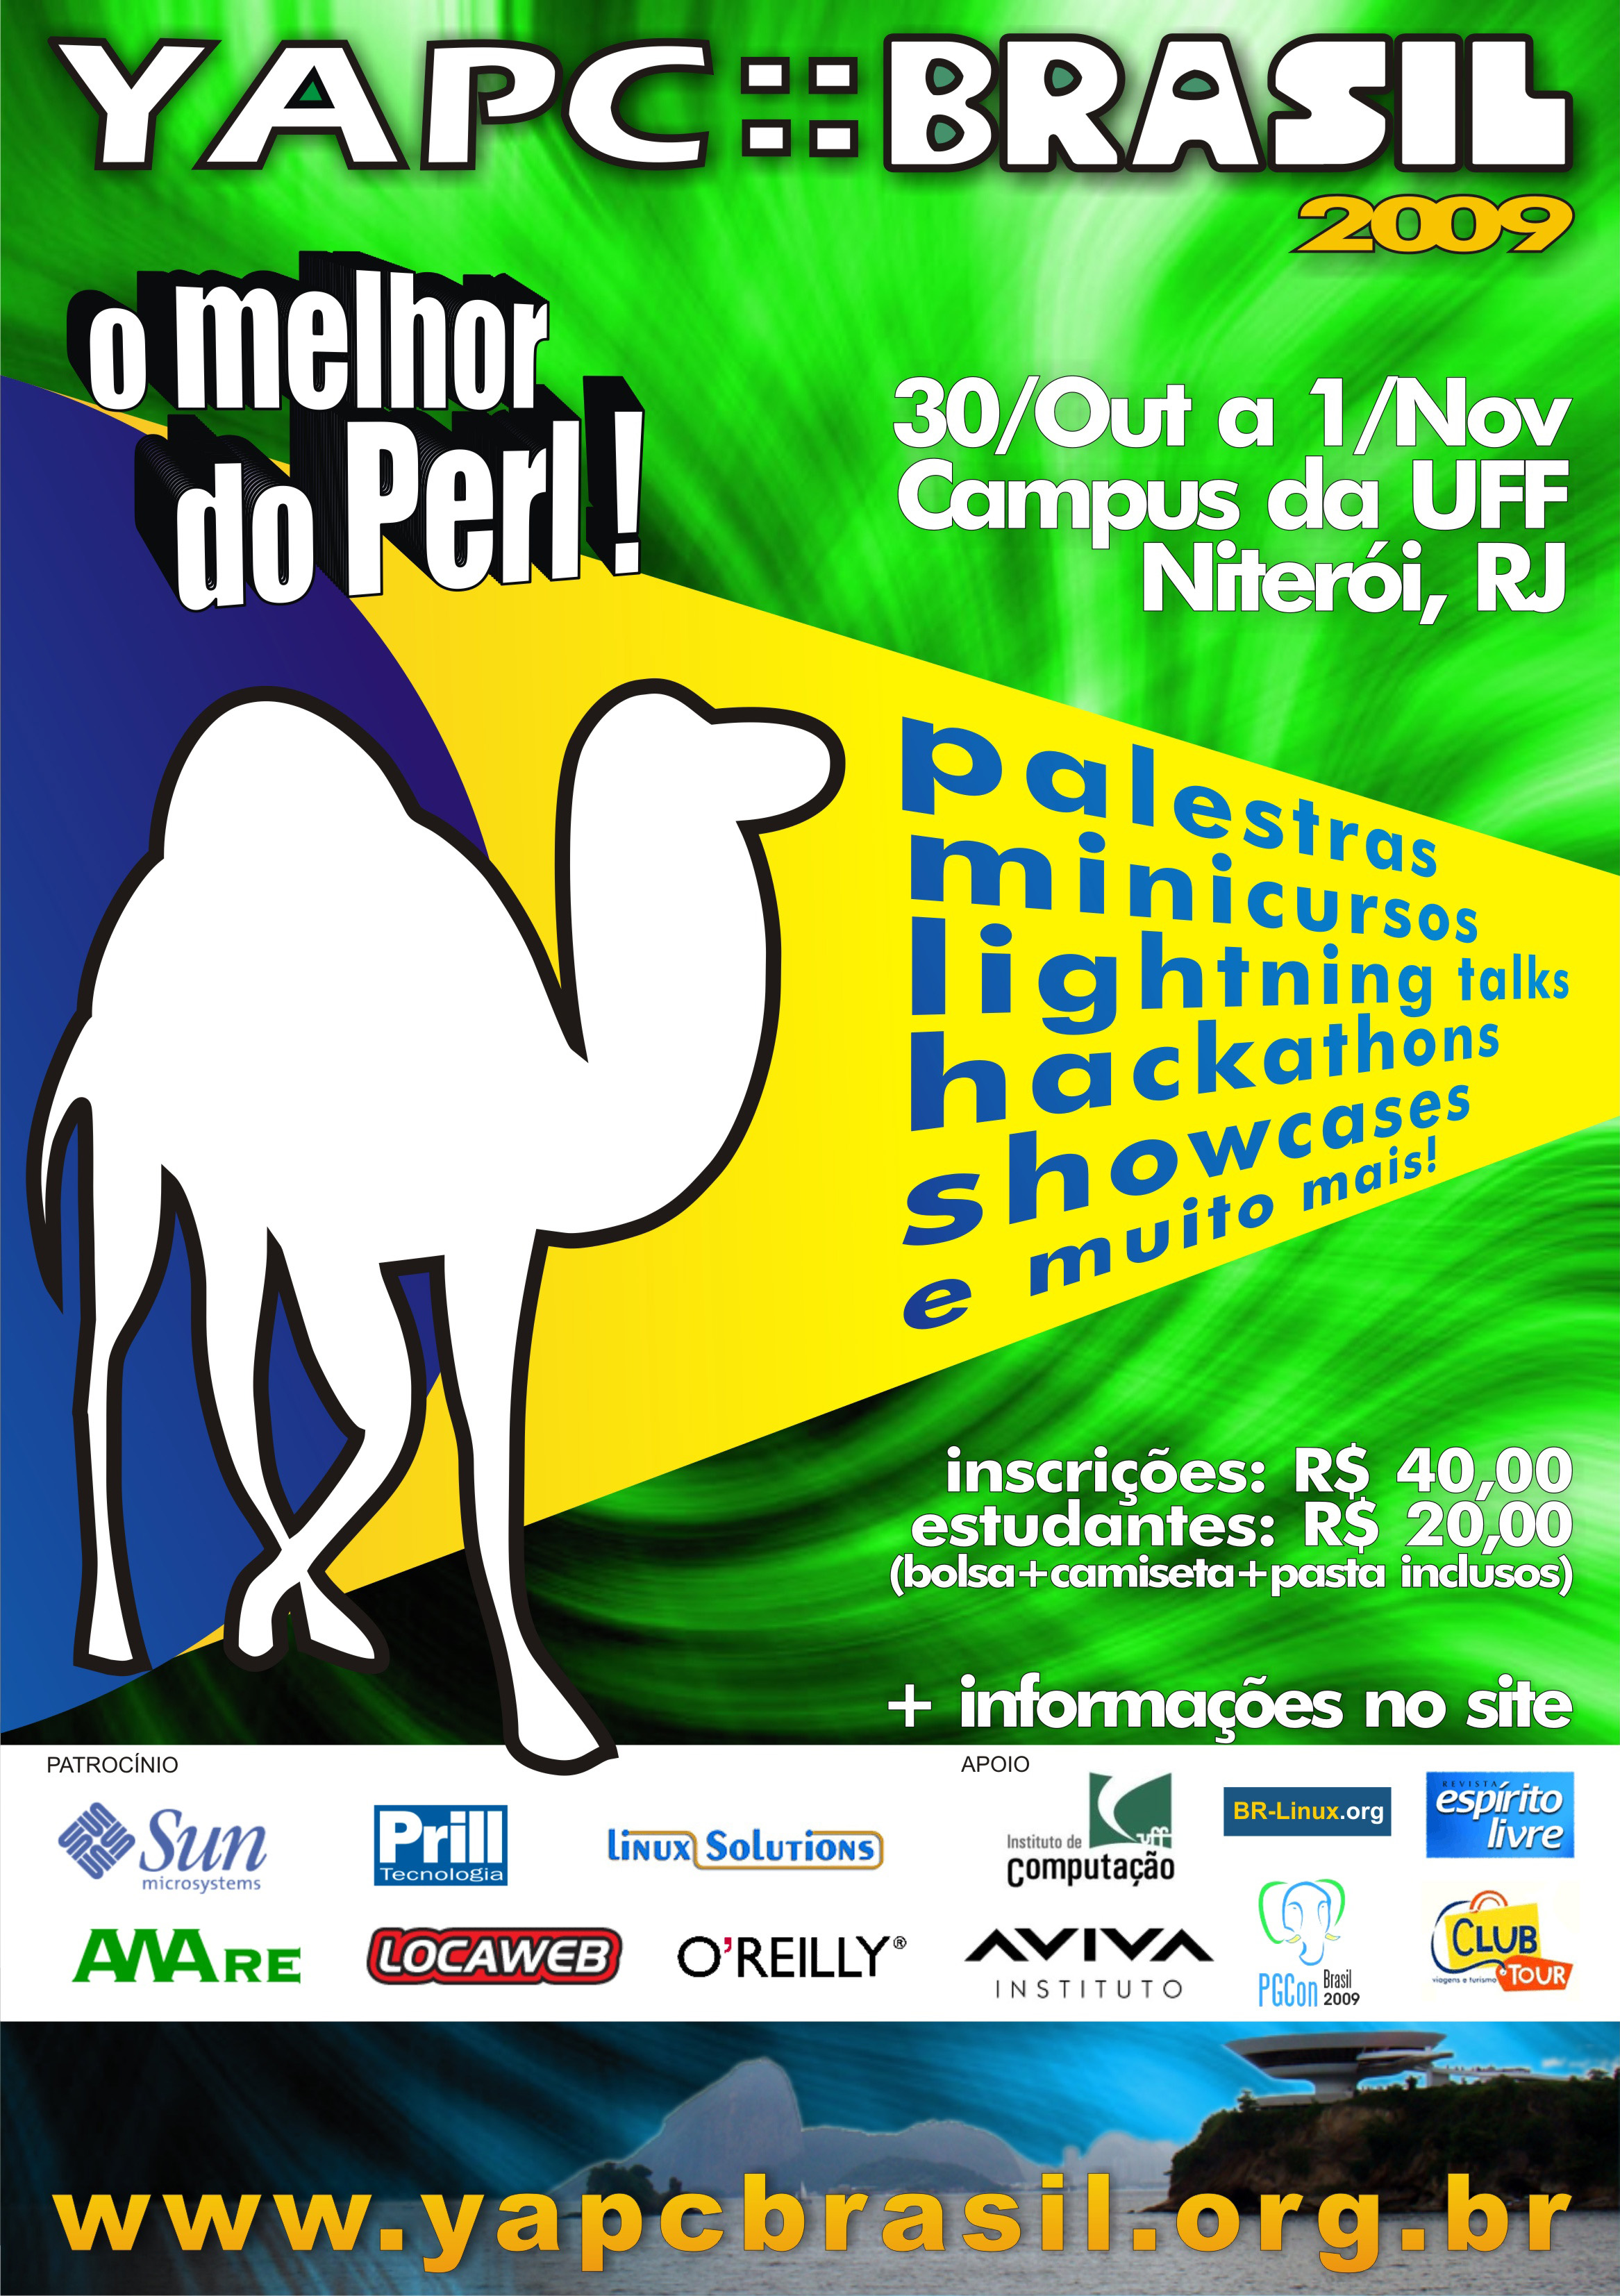 YAPC::BRASIL
2009
o melhor
do Perl!
30/Out a 1/Nov
Campus da UFF
Niterói, RJ
palestras
minicursos
lightning talks
hackathons
showcases
e muito mais!
inscrições: R$ 40,00
estudantes: R$ 20,00
(bolsa+camiseta+pasta inclusos)
+ informações no site
PATROCÍNIO
Sun
microsystems
Prill
Tecnologia
Linux Solutions
AWARE
LOCAWEB
O'REILLY®
APOIO
Instituto de
computação
uff
BR-Linux.org
REVISTA
espírito
livre
AVIVA
INSTITUTO
PGCon Brasil
2009
CLUB
viagens e turismo TOUR
www.yapcbrasil.org.br